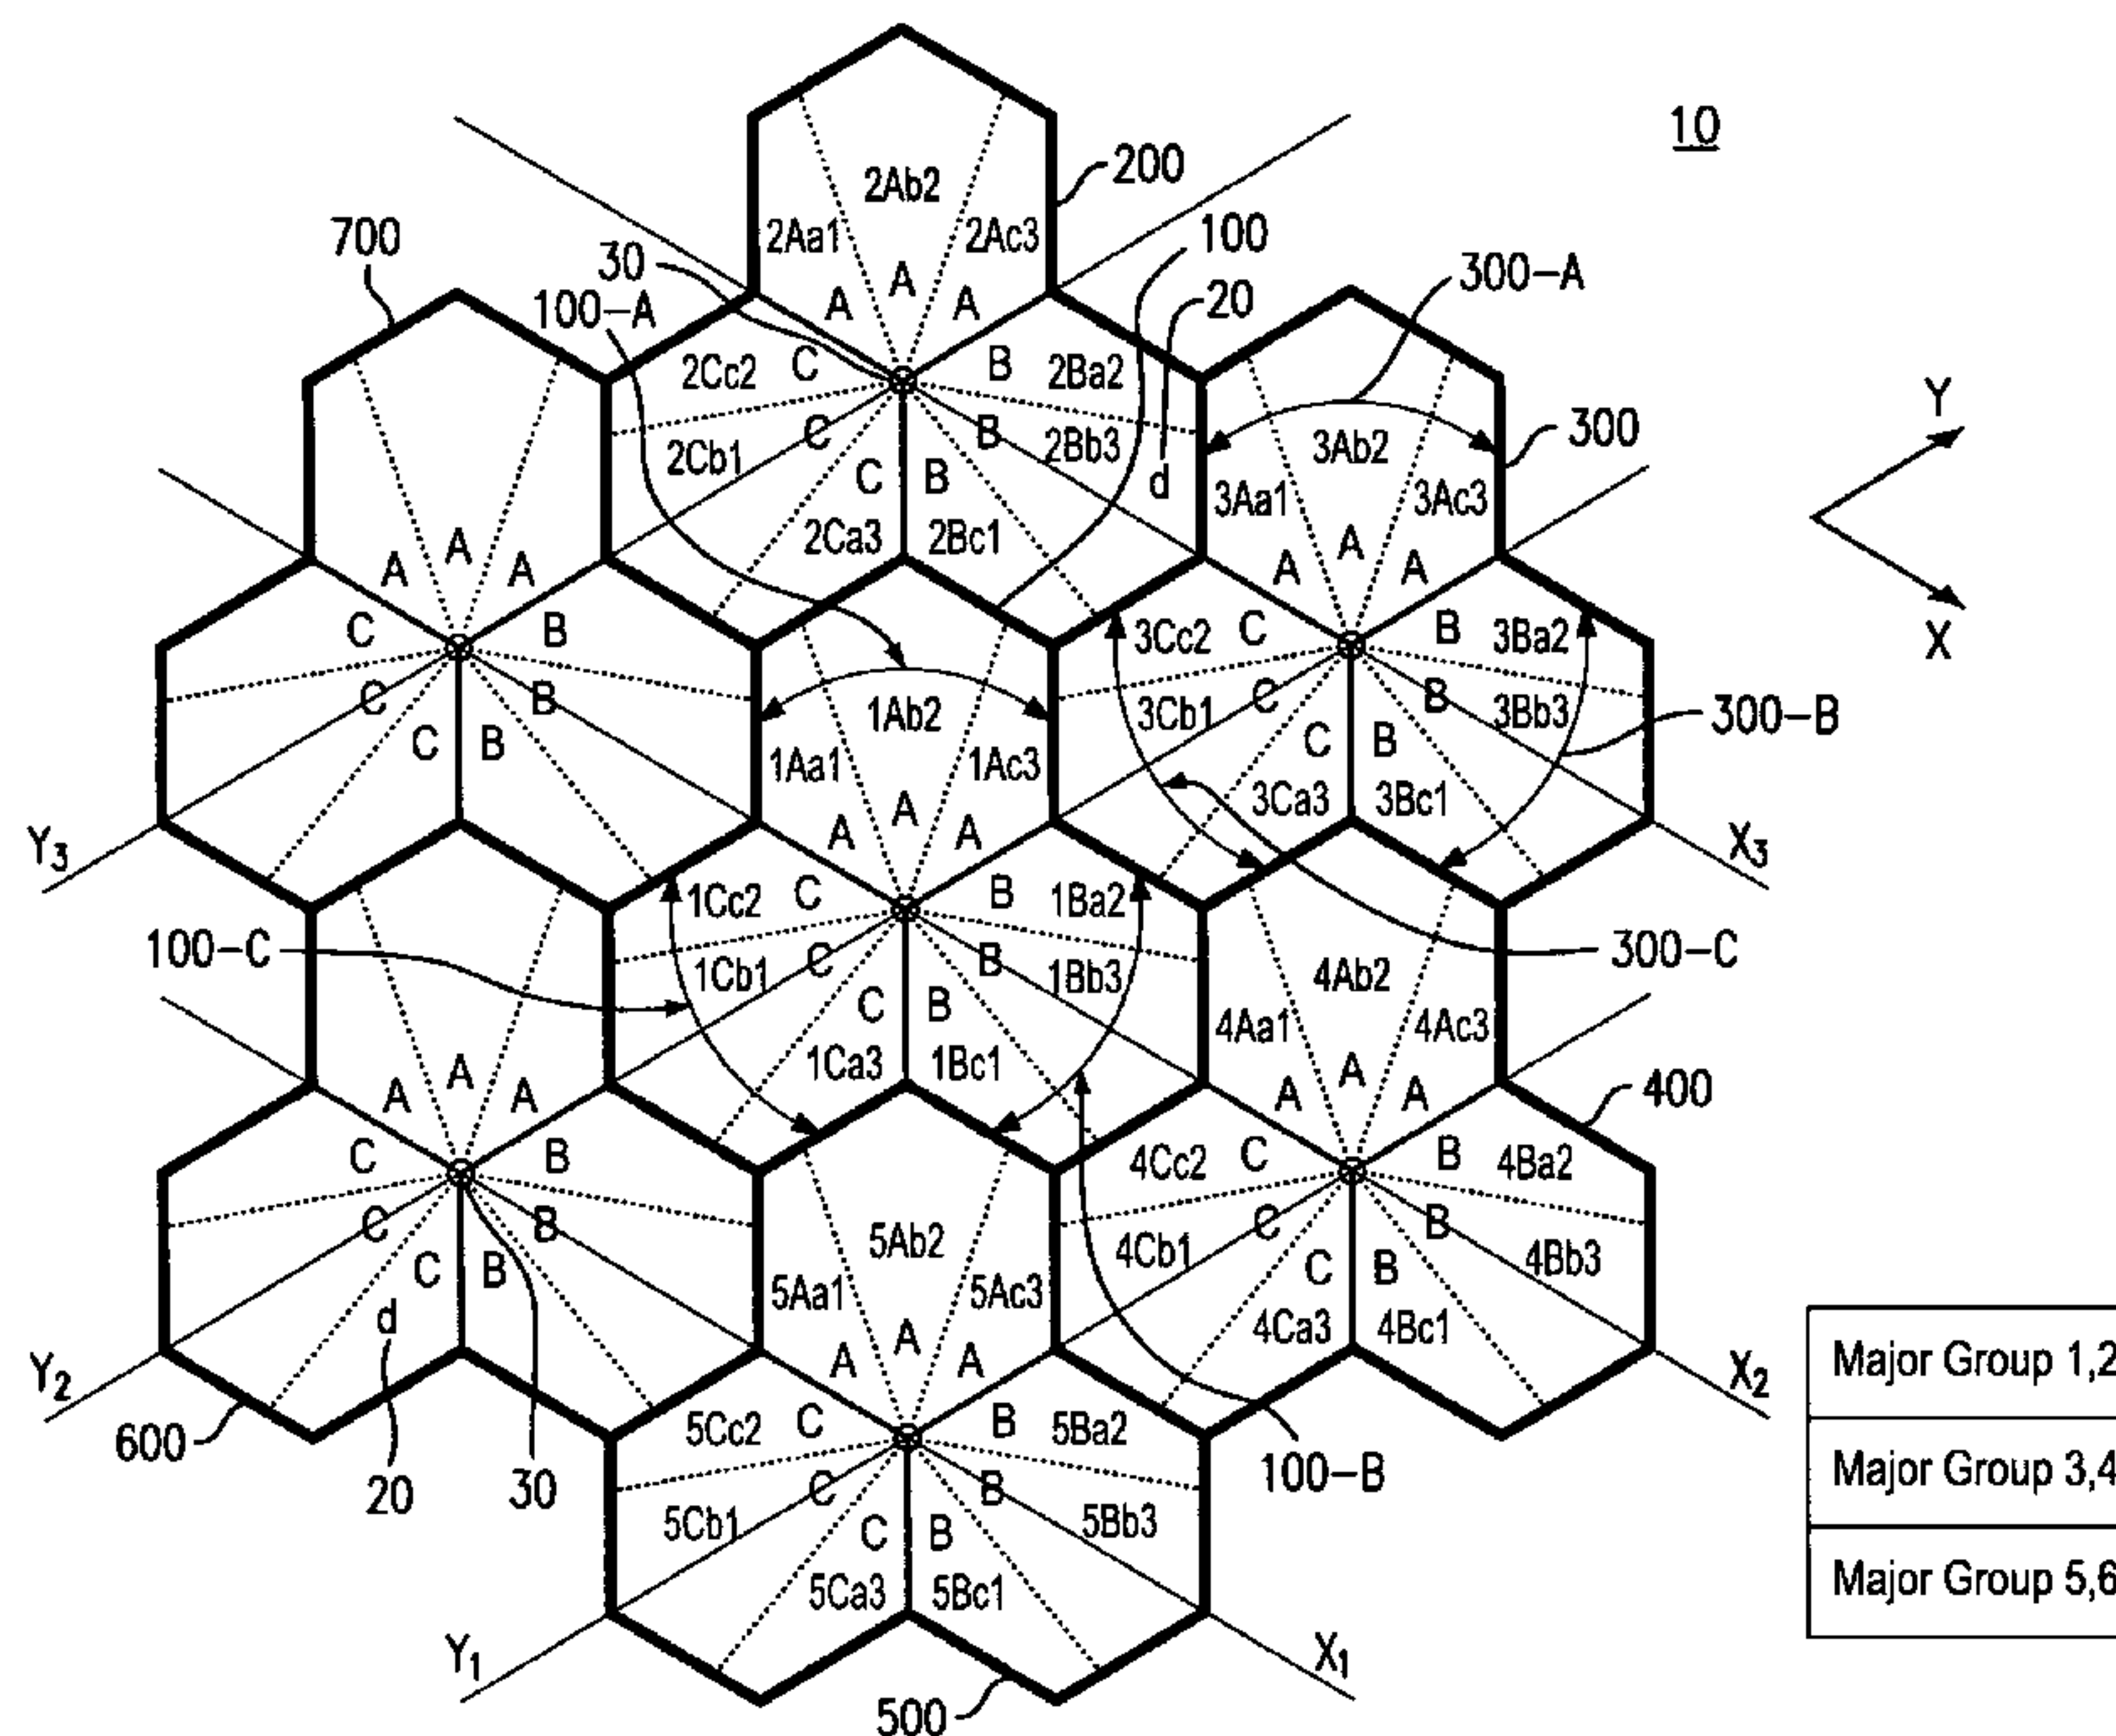 10
200
2Ab2
2Aa1
2Ac3
A
A
A
700
30
100-A
100
20
300-A
2Cc2
C
B
2Ba2
2Cb1
C
B
2Bb3
d
C
B
2Ca3
2Bc1
3Ab2
300
3Aa1
3Ac3
A
A
A
Y
X
A
A
A
C
B
C
B
C
B
1Ab2
1Aa1
1Ac3
A
A
A
3Cc2
C
B
3Ba2
3Cb1
C
B
3Bb3
300-B
C
B
3Ca3
3Bc1
Y3
X3
100-C
1Cc2
C
B
1Ba2
1Cb1
C
B
1Bb3
C
B
1Ca3
1Bc1
300-C
4Ab2
4Aa1
4Ac3
A
A
A
400
A
A
A
C
B
C
B
C
B
d
5Ab2
5Aa1
5Ac3
A
A
A
4Cc2
C
B
4Ba2
4Cb1
C
B
4Bb3
C
B
4Ca3
4Bc1
Y2
X2
600
20
30
100-B
5Cc2
C
B
5Ba2
5Cb1
C
B
5Bb3
C
B
5Ca3
5Bc1
Y1
X1
500
Major Group 1,2
Major Group 3,4
Major Group 5,6